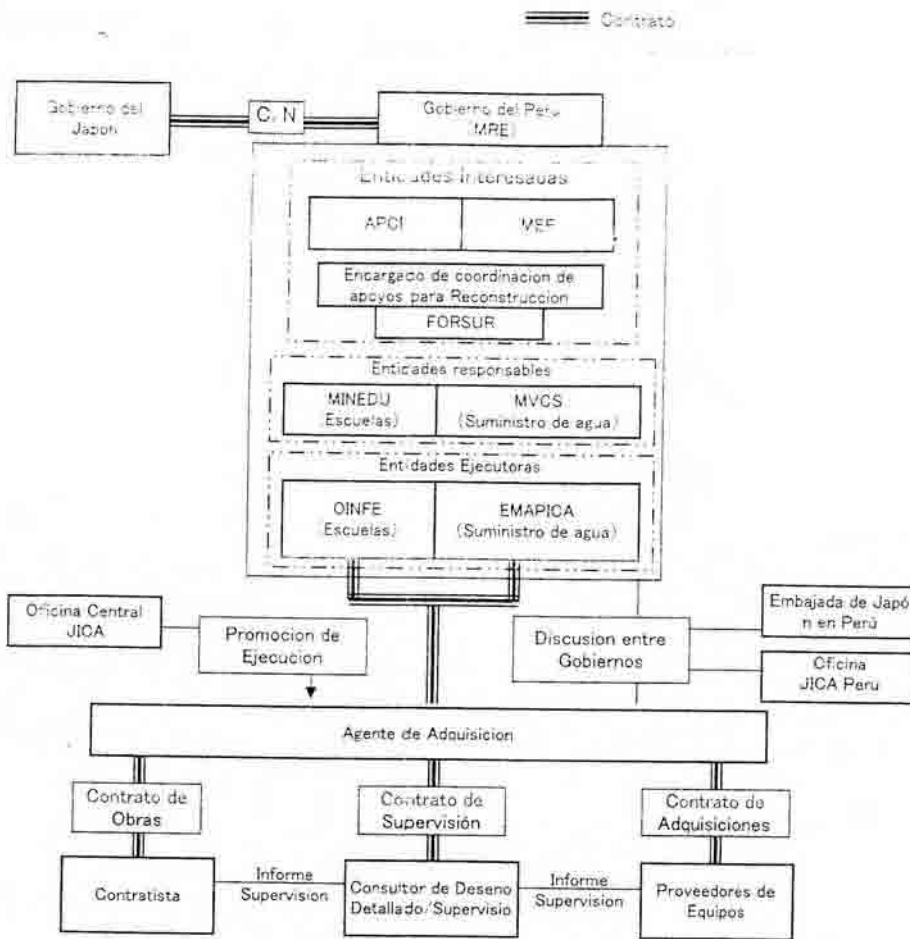 Contrato
Gobierno del
Japón
C/N
Gobierno del Peru
(MRE)
Entidades Interesadas
APCI
MEF
Encargado de coordinacion de
apoyos para Reconstruccion
FORSUR
Entidades responsables
MINEDU
(Escuelas)
MVCS
(Suministro de agua)
Entidades Ejecutoras
OINFE
(Escuelas)
EMAPICA
(Suministro de agua)
Oficina Central
JICA
Promocion de
Ejecucion
Discusion entre
Gobiernos
Embajada de Japó
n en Perú
Oficina
JICA Peru
Agente de Adquisicion
Contrato de
Obras
Contrato de
Supervisión
Contrato de
Adquisiciones
Contratista
Informe
Supervision
Consultor de Deseno
Detallado/Supervisio
Informe
Supervision
Proveedores de
Equipos